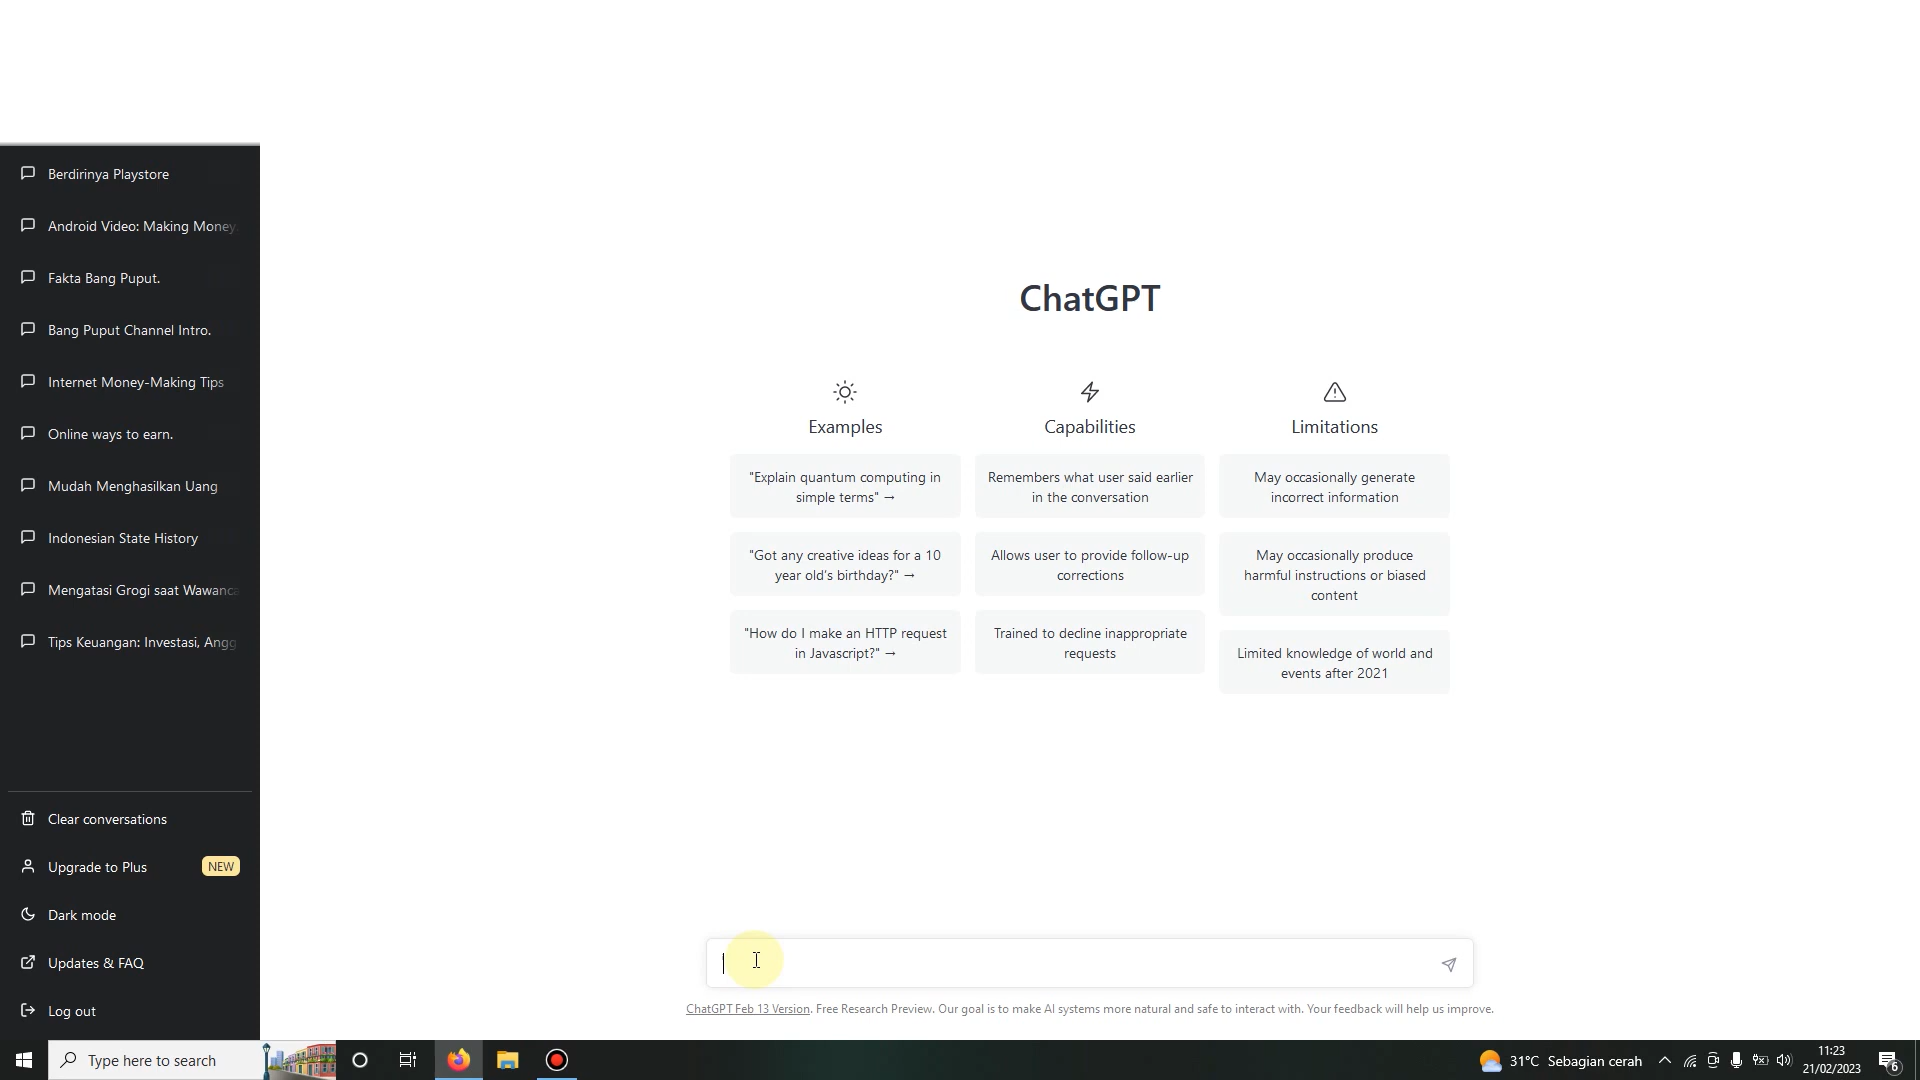 Berdirinya Playstore
Android Video: Making Money.
Fakta Bang Puput.
Bang Puput Channel Intro.
Internet Money-Making Tips
Online ways to earn.
Mudah Menghasilkan Uang
Indonesian State History
Mengatasi Grogi saat Wawanca
Tips Keuangan: Investasi, Angg
Clear conversations
Upgrade to Plus NEW
Dark mode
Updates & FAQ
Log out
ChatGPT
Examples
"Explain quantum computing in
simple terms" →
"Got any creative ideas for a 10
year old's birthday?" →
"How do I make an HTTP request
in Javascript?" →
Capabilities
Remembers what user said earlier
in the conversation
Allows user to provide follow-up
corrections
Trained to decline inappropriate
requests
Limitations
May occasionally generate
incorrect information
May occasionally produce
harmful instructions or biased
content
Limited knowledge of world and
events after 2021
ChatGPT Feb 13 Version. Free Research Preview. Our goal is to make AI systems more natural and safe to interact with. Your feedback will help us improve.
Type here to search
31°C Sebagian cerah
11:23
21/02/2023
6